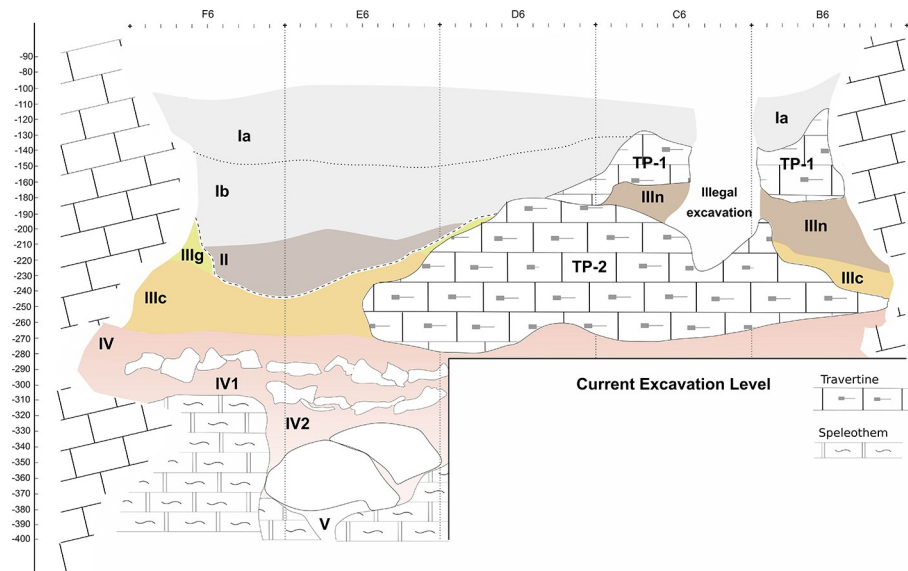 F6 E6 D6 C6 B6
-90
-100
-110
-120
-130
-140
-150
-160
-170
-180
-190
-200
-210
-220
-230
-240
-250
-260
-270
-280
-290
-300
-310
-320
-330
-340
-350
-360
-370
-380
-390
-400
Ia
Ia
TP-1
TP-1
Ib
IIIn
Illegal
excavation
IIIn
IIIg
II
TP-2
IIIc
IIIc
IV
IV1
Current Excavation Level
Travertine
IV2
Speleothem
V